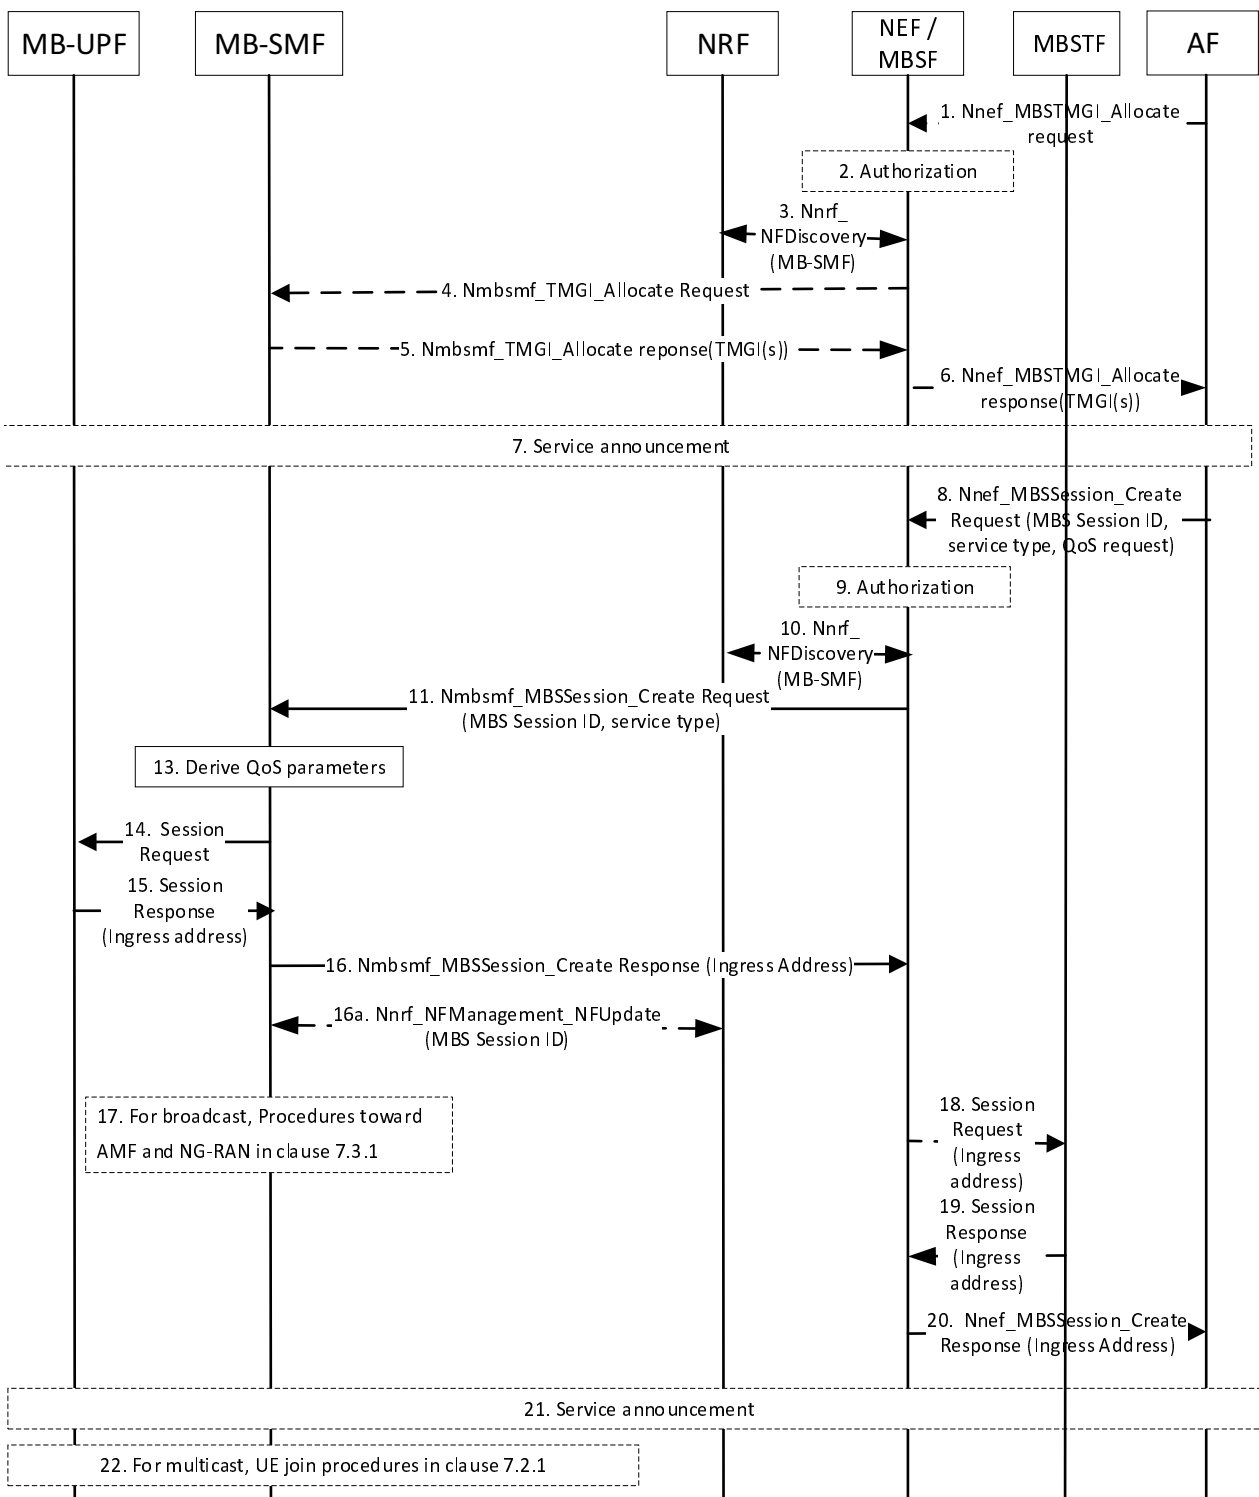 MB-UPF
MB-SMF
NRF
NEF /
MBSF
MBSTF
AF
1. Nnef_MBSTMGI_Allocate
request
2. Authorization
3. Nnrf_
NFDiscovery
(MB-SMF)
4. Nmbsmf_TMGI_Allocate Request
5. Nmbsmf_TMGI_Allocate reponse(TMGI(s))
6. Nnef_MBSTMGI_Allocate
response(TMGI(s))
7. Service announcement
8. Nnef_MBSSession_Create
Request (MBS Session ID,
service type, QoS request)
9. Authorization
10. Nnrf_
NFDiscovery
(MB-SMF)
11. Nmbsmf_MBSSession_Create Request
(MBS Session ID, service type)
13. Derive QoS parameters
14. Session
Request
15. Session
Response
(Ingress address)
16. Nmbsmf_MBSSession_Create Response (Ingress Address)
16a. Nnrf_NFManagement_NFUpdate
(MBS Session ID)
17. For broadcast, Procedures toward
AMF and NG-RAN in clause 7.3.1
18. Session
Request
(Ingress
address)
19. Session
Response
(Ingress
address)
20. Nnef_MBSSession_Create
Response (Ingress Address)
21. Service announcement
22. For multicast, UE join procedures in clause 7.2.1